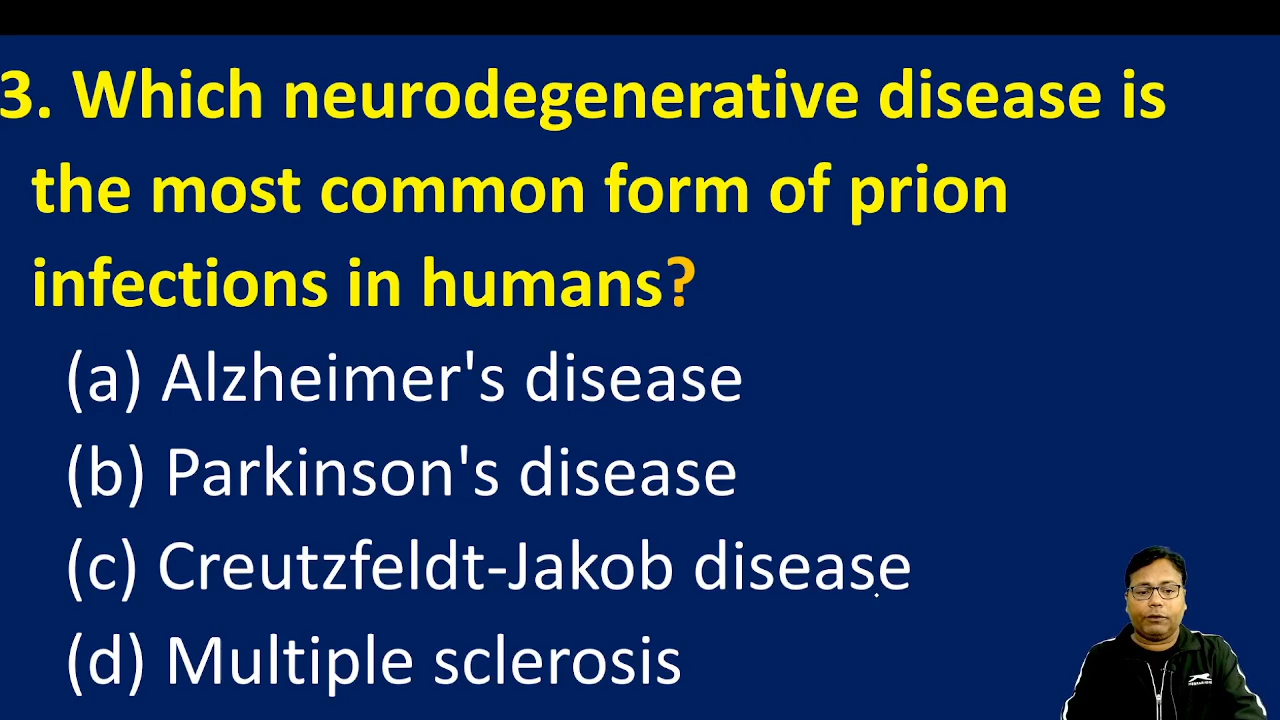 3. Which neurodegenerative disease is
the most common form of prion
infections in humans?
(a) Alzheimer's disease
(b) Parkinson's disease
(c) Creutzfeldt-Jakob disease
(d) Multiple sclerosis